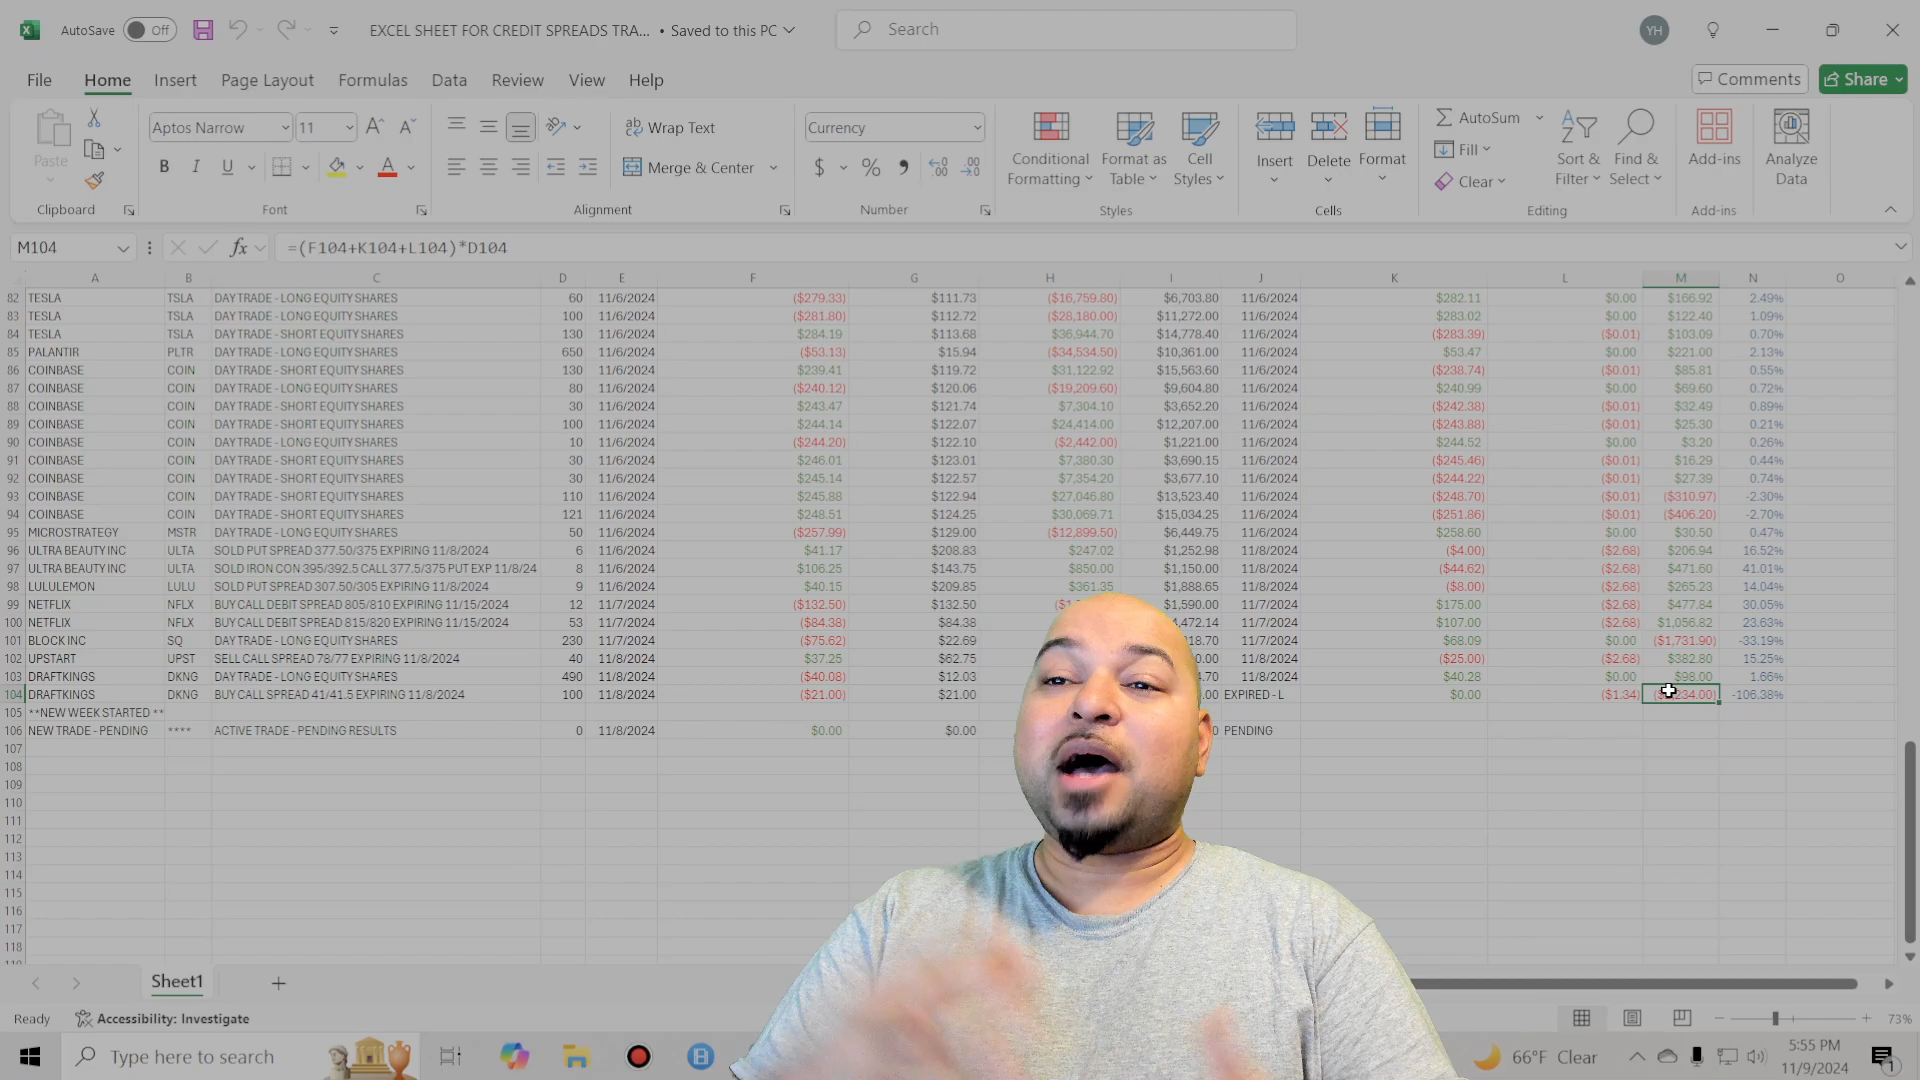 AutoSave Off EXCEL SHEET FOR CREDIT SPREADS TRA... • Saved to this PC Search YH
File Home Insert Page Layout Formulas Data Review View Help Comments Share
Paste Aptos Narrow 11 Wrap Text Currency Conditional Formatting Format as Table Cell Styles Insert Delete Format AutoSum Fill Clear Sort & Filter Find & Select Add-ins Analyze Data
B I U A Merge & Center $ %
Clipboard Font Alignment Number Styles Cells Editing Add-ins
M104 fx =(F104+K104+L104)*D104
A B C D E F G H I J K L M N O
82 TESLA TSLA DAY TRADE - LONG EQUITY SHARES 60 11/6/2024 ($279.33) $111.73 ($16,759.80) $6,703.80 11/6/2024 $282.11 $0.00 $166.92 2.49%
83 TESLA TSLA DAY TRADE - LONG EQUITY SHARES 100 11/6/2024 ($281.80) $112.72 ($28,180.00) $11,272.00 11/6/2024 $283.02 $0.00 $122.40 1.09%
84 TESLA TSLA DAY TRADE - SHORT EQUITY SHARES 130 11/6/2024 $284.19 $113.68 $36,944.70 $14,778.40 11/6/2024 ($283.39) ($0.01) $103.09 0.70%
85 PALANTIR PLTR DAY TRADE - LONG EQUITY SHARES 650 11/6/2024 ($53.13) $15.94 ($34,534.50) $10,361.00 11/6/2024 $53.47 $0.00 $221.00 2.13%
86 COINBASE COIN DAY TRADE - SHORT EQUITY SHARES 130 11/6/2024 $239.41 $119.72 $31,122.92 $15,563.60 11/6/2024 ($238.74) ($0.01) $85.81 0.55%
87 COINBASE COIN DAY TRADE - LONG EQUITY SHARES 80 11/6/2024 ($240.12) $120.06 ($19,209.60) $9,604.80 11/6/2024 $240.99 $0.00 $69.60 0.72%
88 COINBASE COIN DAY TRADE - SHORT EQUITY SHARES 30 11/6/2024 $243.47 $121.74 $7,304.10 $3,652.20 11/6/2024 ($242.38) ($0.01) $32.49 0.89%
89 COINBASE COIN DAY TRADE - SHORT EQUITY SHARES 100 11/6/2024 $244.14 $122.07 $24,414.00 $12,207.00 11/6/2024 ($243.88) ($0.01) $25.30 0.21%
90 COINBASE COIN DAY TRADE - LONG EQUITY SHARES 10 11/6/2024 ($244.20) $122.10 ($2,442.00) $1,221.00 11/6/2024 $244.52 $0.00 $3.20 0.26%
91 COINBASE COIN DAY TRADE - SHORT EQUITY SHARES 30 11/6/2024 $246.01 $123.01 $7,380.30 $3,690.15 11/6/2024 ($245.46) ($0.01) $16.29 0.44%
92 COINBASE COIN DAY TRADE - SHORT EQUITY SHARES 30 11/6/2024 $245.14 $122.57 $7,354.20 $3,677.10 11/6/2024 ($244.22) ($0.01) $27.39 0.74%
93 COINBASE COIN DAY TRADE - SHORT EQUITY SHARES 110 11/6/2024 $245.88 $122.94 $27,046.80 $13,523.40 11/6/2024 ($248.70) ($0.01) ($310.97) -2.30%
94 COINBASE COIN DAY TRADE - SHORT EQUITY SHARES 121 11/6/2024 $248.51 $124.25 $30,069.71 $15,034.25 11/6/2024 ($251.86) ($0.01) ($406.20) -2.70%
95 MICROSTRATEGY MSTR DAY TRADE - LONG EQUITY SHARES 50 11/6/2024 ($257.99) $129.00 ($12,899.50) $6,449.75 11/6/2024 $258.60 $0.00 $30.50 0.47%
96 ULTRA BEAUTY INC ULTA SOLD PUT SPREAD 377.50/375 EXPIRING 11/8/2024 6 11/6/2024 $41.17 $208.83 $247.02 $1,252.98 11/8/2024 ($4.00) ($2.68) $206.94 16.52%
97 ULTRA BEAUTY INC ULTA SOLD IRON CON 395/392.5 CALL 377.5/375 PUT EXP 11/8/24 8 11/6/2024 $106.25 $143.75 $850.00 $1,150.00 11/8/2024 ($44.62) ($2.68) $471.60 41.01%
98 LULULEMON LULU SOLD PUT SPREAD 307.50/305 EXPIRING 11/8/2024 9 11/6/2024 $40.15 $209.85 $361.35 $1,888.65 11/8/2024 ($8.00) ($2.68) $265.23 14.04%
99 NETFLIX NFLX BUY CALL DEBIT SPREAD 805/810 EXPIRING 11/15/2024 12 11/7/2024 ($132.50) $132.50 $1,590.00 11/7/2024 $175.00 ($2.68) $477.84 30.05%
100 NETFLIX NFLX BUY CALL DEBIT SPREAD 815/820 EXPIRING 11/15/2024 53 11/7/2024 ($84.38) $84.38 11/7/2024 $107.00 ($2.68) $1,056.82 23.63%
101 BLOCK INC SQ DAY TRADE - LONG EQUITY SHARES 230 11/7/2024 ($75.62) $22.69 11/7/2024 $68.09 $0.00 ($1,731.90) -33.19%
102 UPSTART UPST SELL CALL SPREAD 78/77 EXPIRING 11/8/2024 40 11/8/2024 $37.25 $62.75 11/8/2024 ($25.00) ($2.68) $382.80 15.25%
103 DRAFTKINGS DKNG DAY TRADE - LONG EQUITY SHARES 490 11/8/2024 ($40.08) $12.03 11/8/2024 $40.28 $0.00 $98.00 1.66%
104 DRAFTKINGS DKNG BUY CALL SPREAD 41/41.5 EXPIRING 11/8/2024 100 11/8/2024 ($21.00) $21.00 EXPIRED - L $0.00 ($1.34) -106.38%
105 **NEW WEEK STARTED **
106 NEW TRADE - PENDING **** ACTIVE TRADE - PENDING RESULTS 0 11/8/2024 $0.00 $0.00 PENDING
107
108
109
110
111
112
113
114
115
116
117
118
Sheet1
Ready Accessibility: Investigate 73%
Type here to search 66°F Clear 5:55 PM
11/9/2024 1